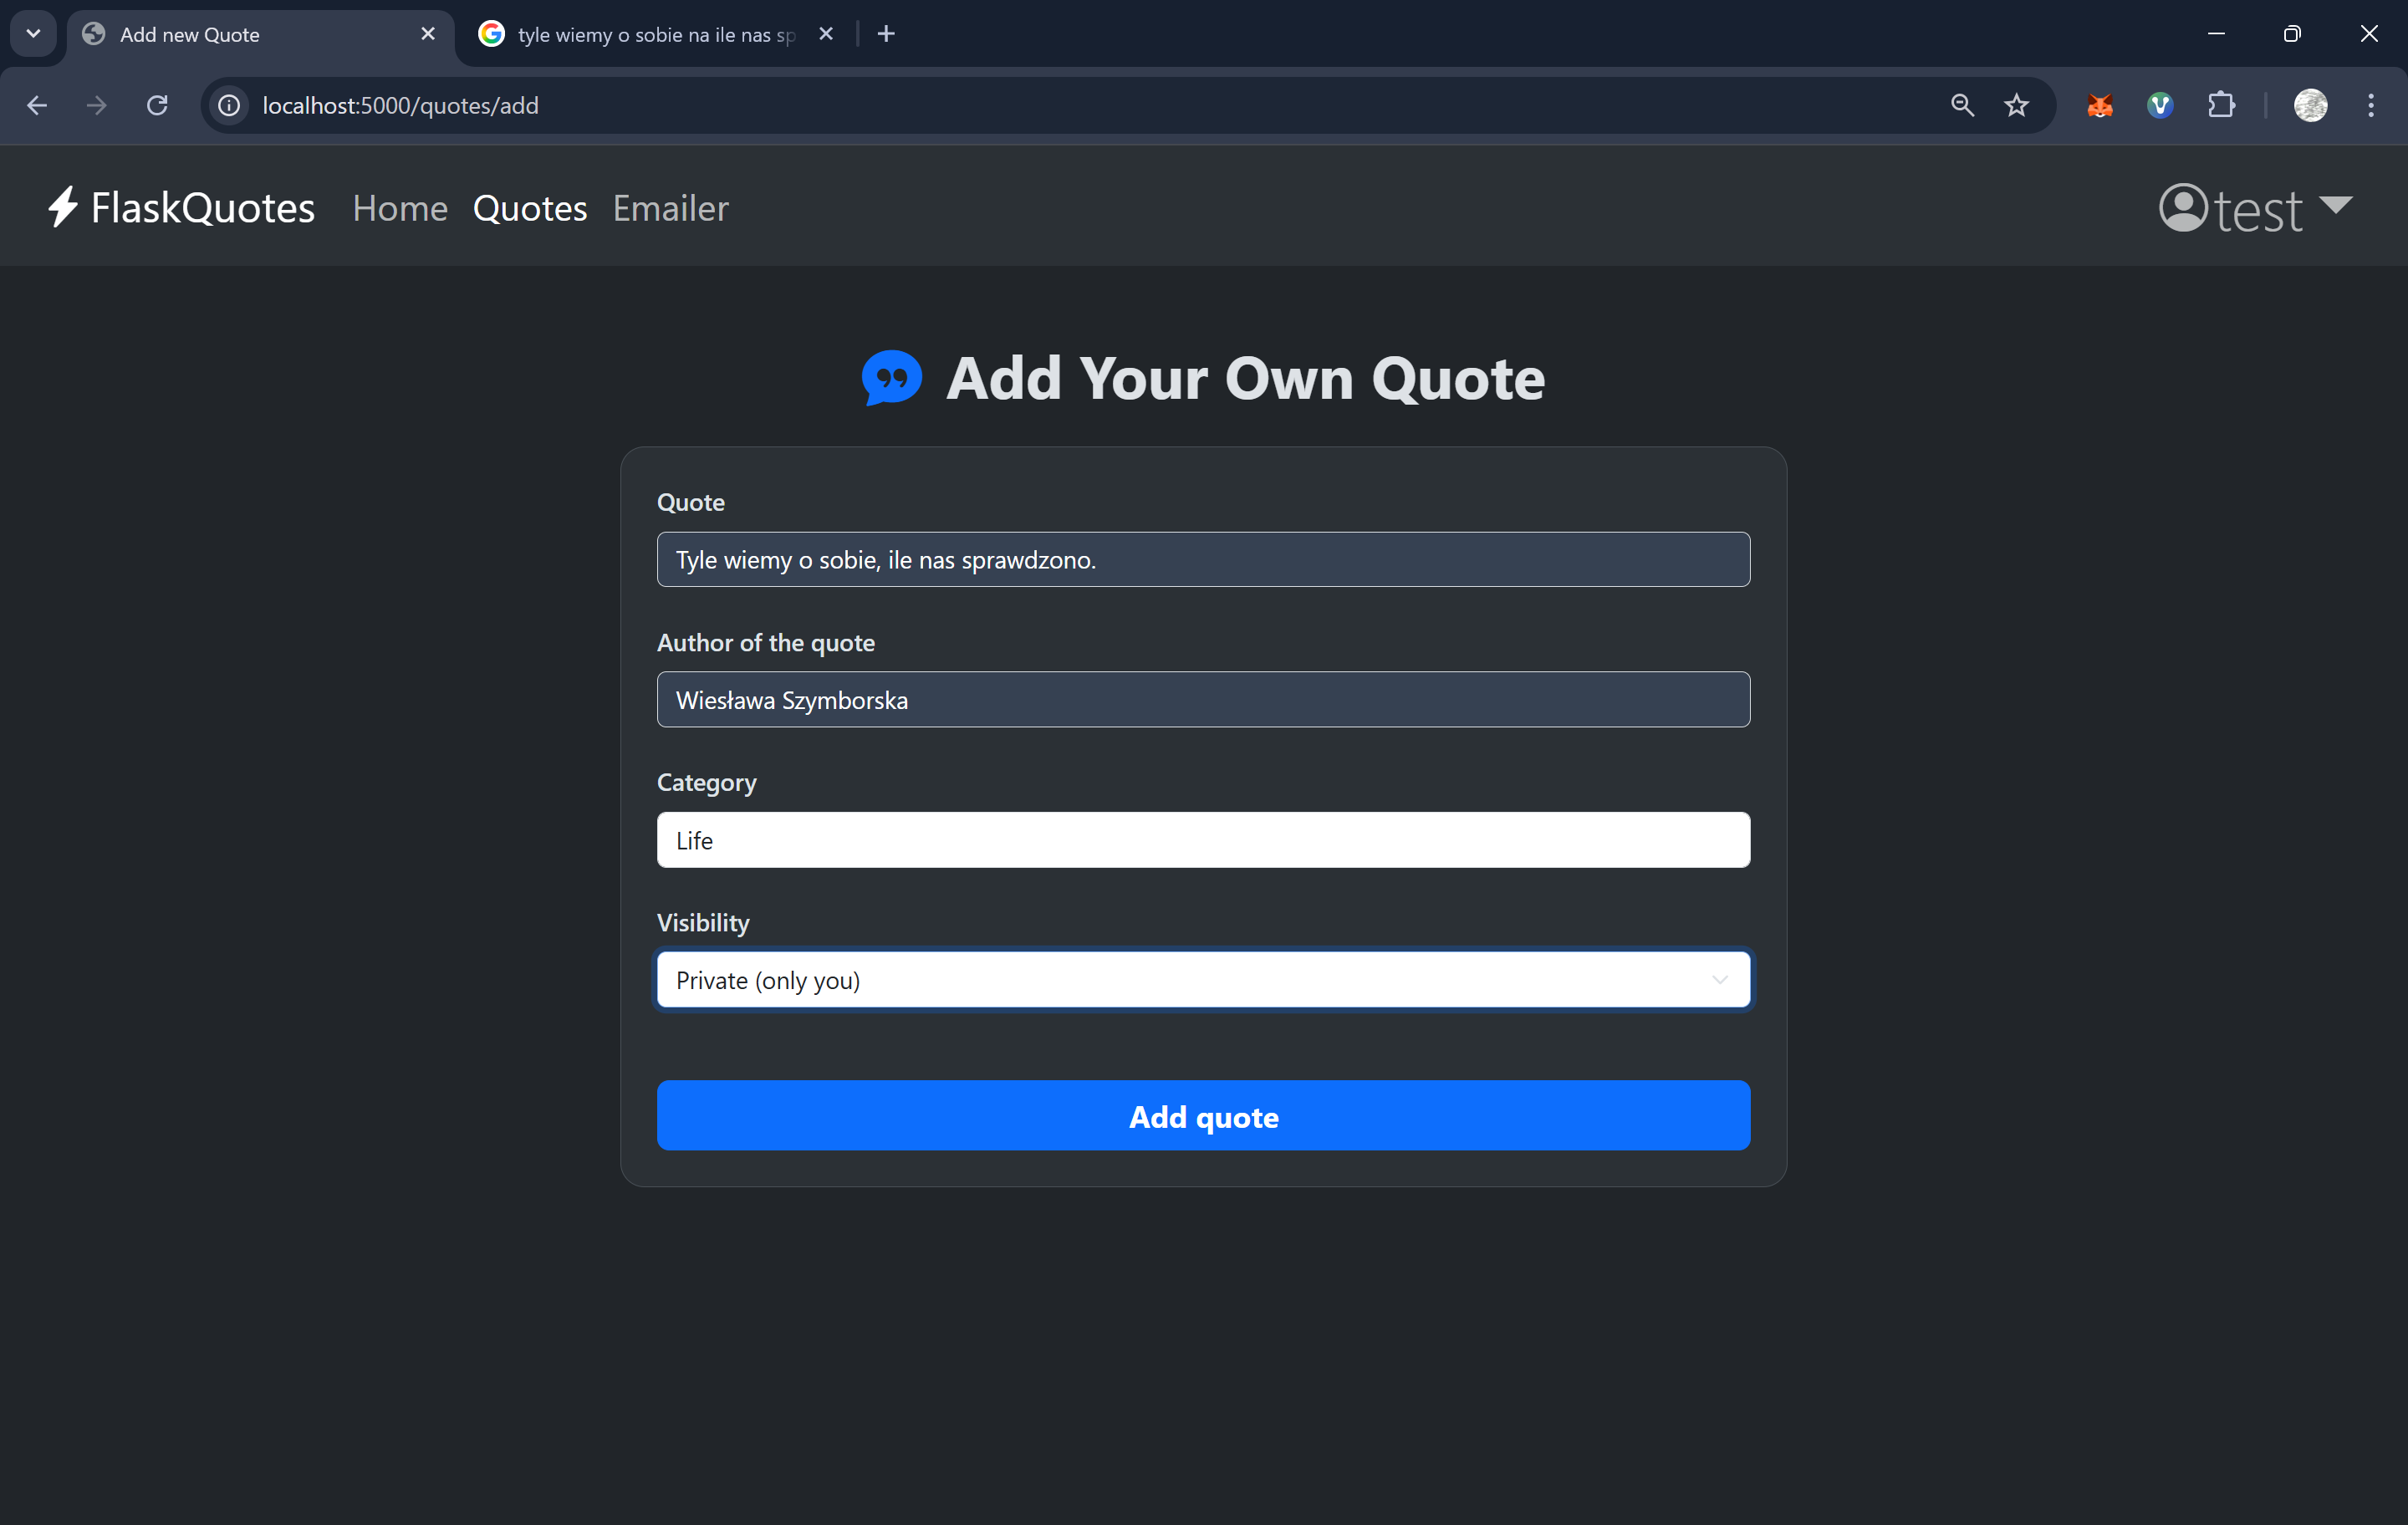 Add new Quote
tyle wiemy o sobie na ile nas sp
localhost:5000/quotes/add
FlaskQuotes Home Quotes Emailer test
Add Your Own Quote
Quote
Tyle wiemy o sobie, ile nas sprawdzono.
Author of the quote
Wiesława Szymborska
Category
Life
Visibility
Private (only you)
Add quote